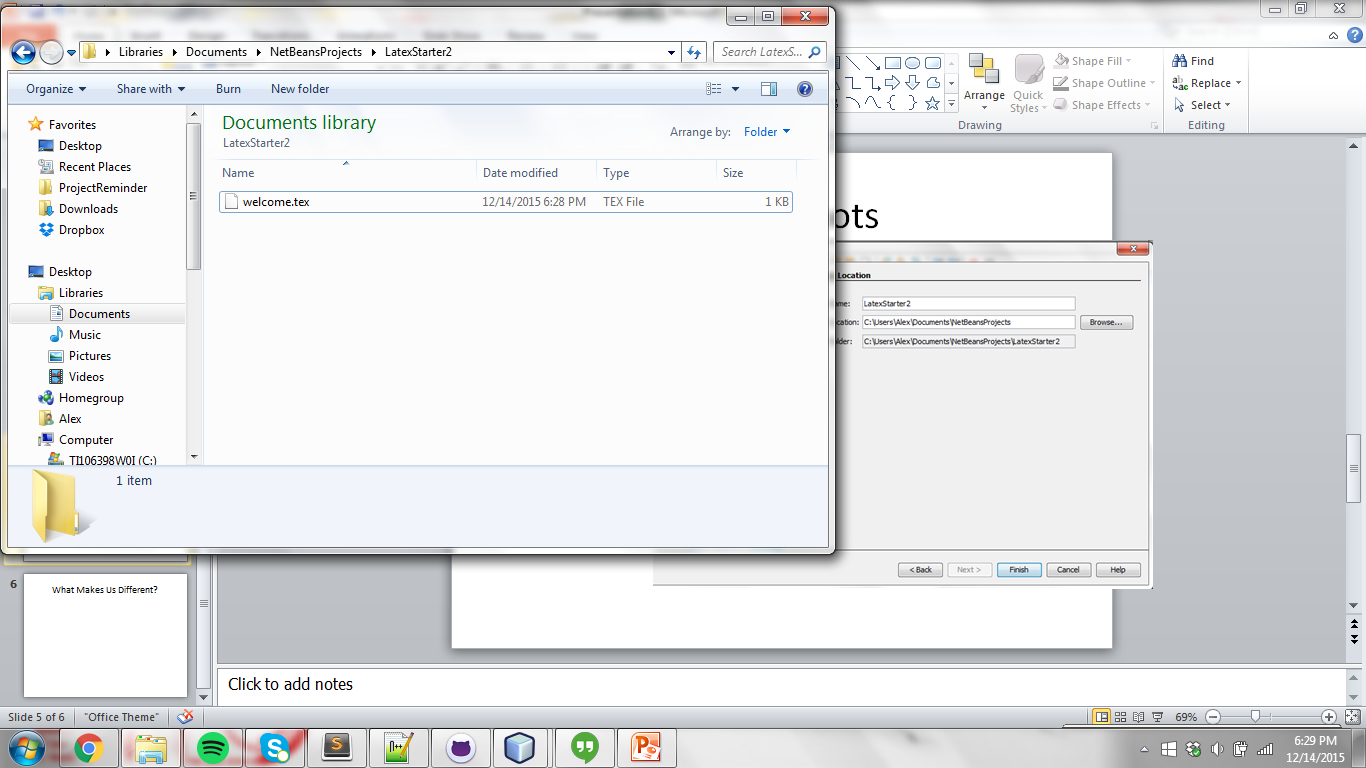 Libraries Documents NetBeansProjects LatexStarter2
Search LatexS...
Organize Share with Burn New folder
Favorites
Desktop
Recent Places
ProjectReminder
Downloads
Dropbox
Desktop
Libraries
Documents
Music
Pictures
Videos
Homegroup
Alex
Computer
TI106398W0I (C:)
Documents library
LatexStarter2
Arrange by: Folder
Name Date modified Type Size
welcome.tex 12/14/2015 6:28 PM TEX File 1 KB
1 item
Arrange
Quick Styles
Shape Fill
Shape Outline
Shape Effects
Drawing
Find
Replace
Select
Editing
ots
Location
me: LatexStarter2
cation: C:\Users\Alex\Documents\NetBeansProjects Browse...
lder: C:\Users\Alex\Documents\NetBeansProjects\LatexStarter2
< Back Next > Finish Cancel Help
6
What Makes Us Different?
Click to add notes
Slide 5 of 6 "Office Theme" 69%
6:29 PM
12/14/2015